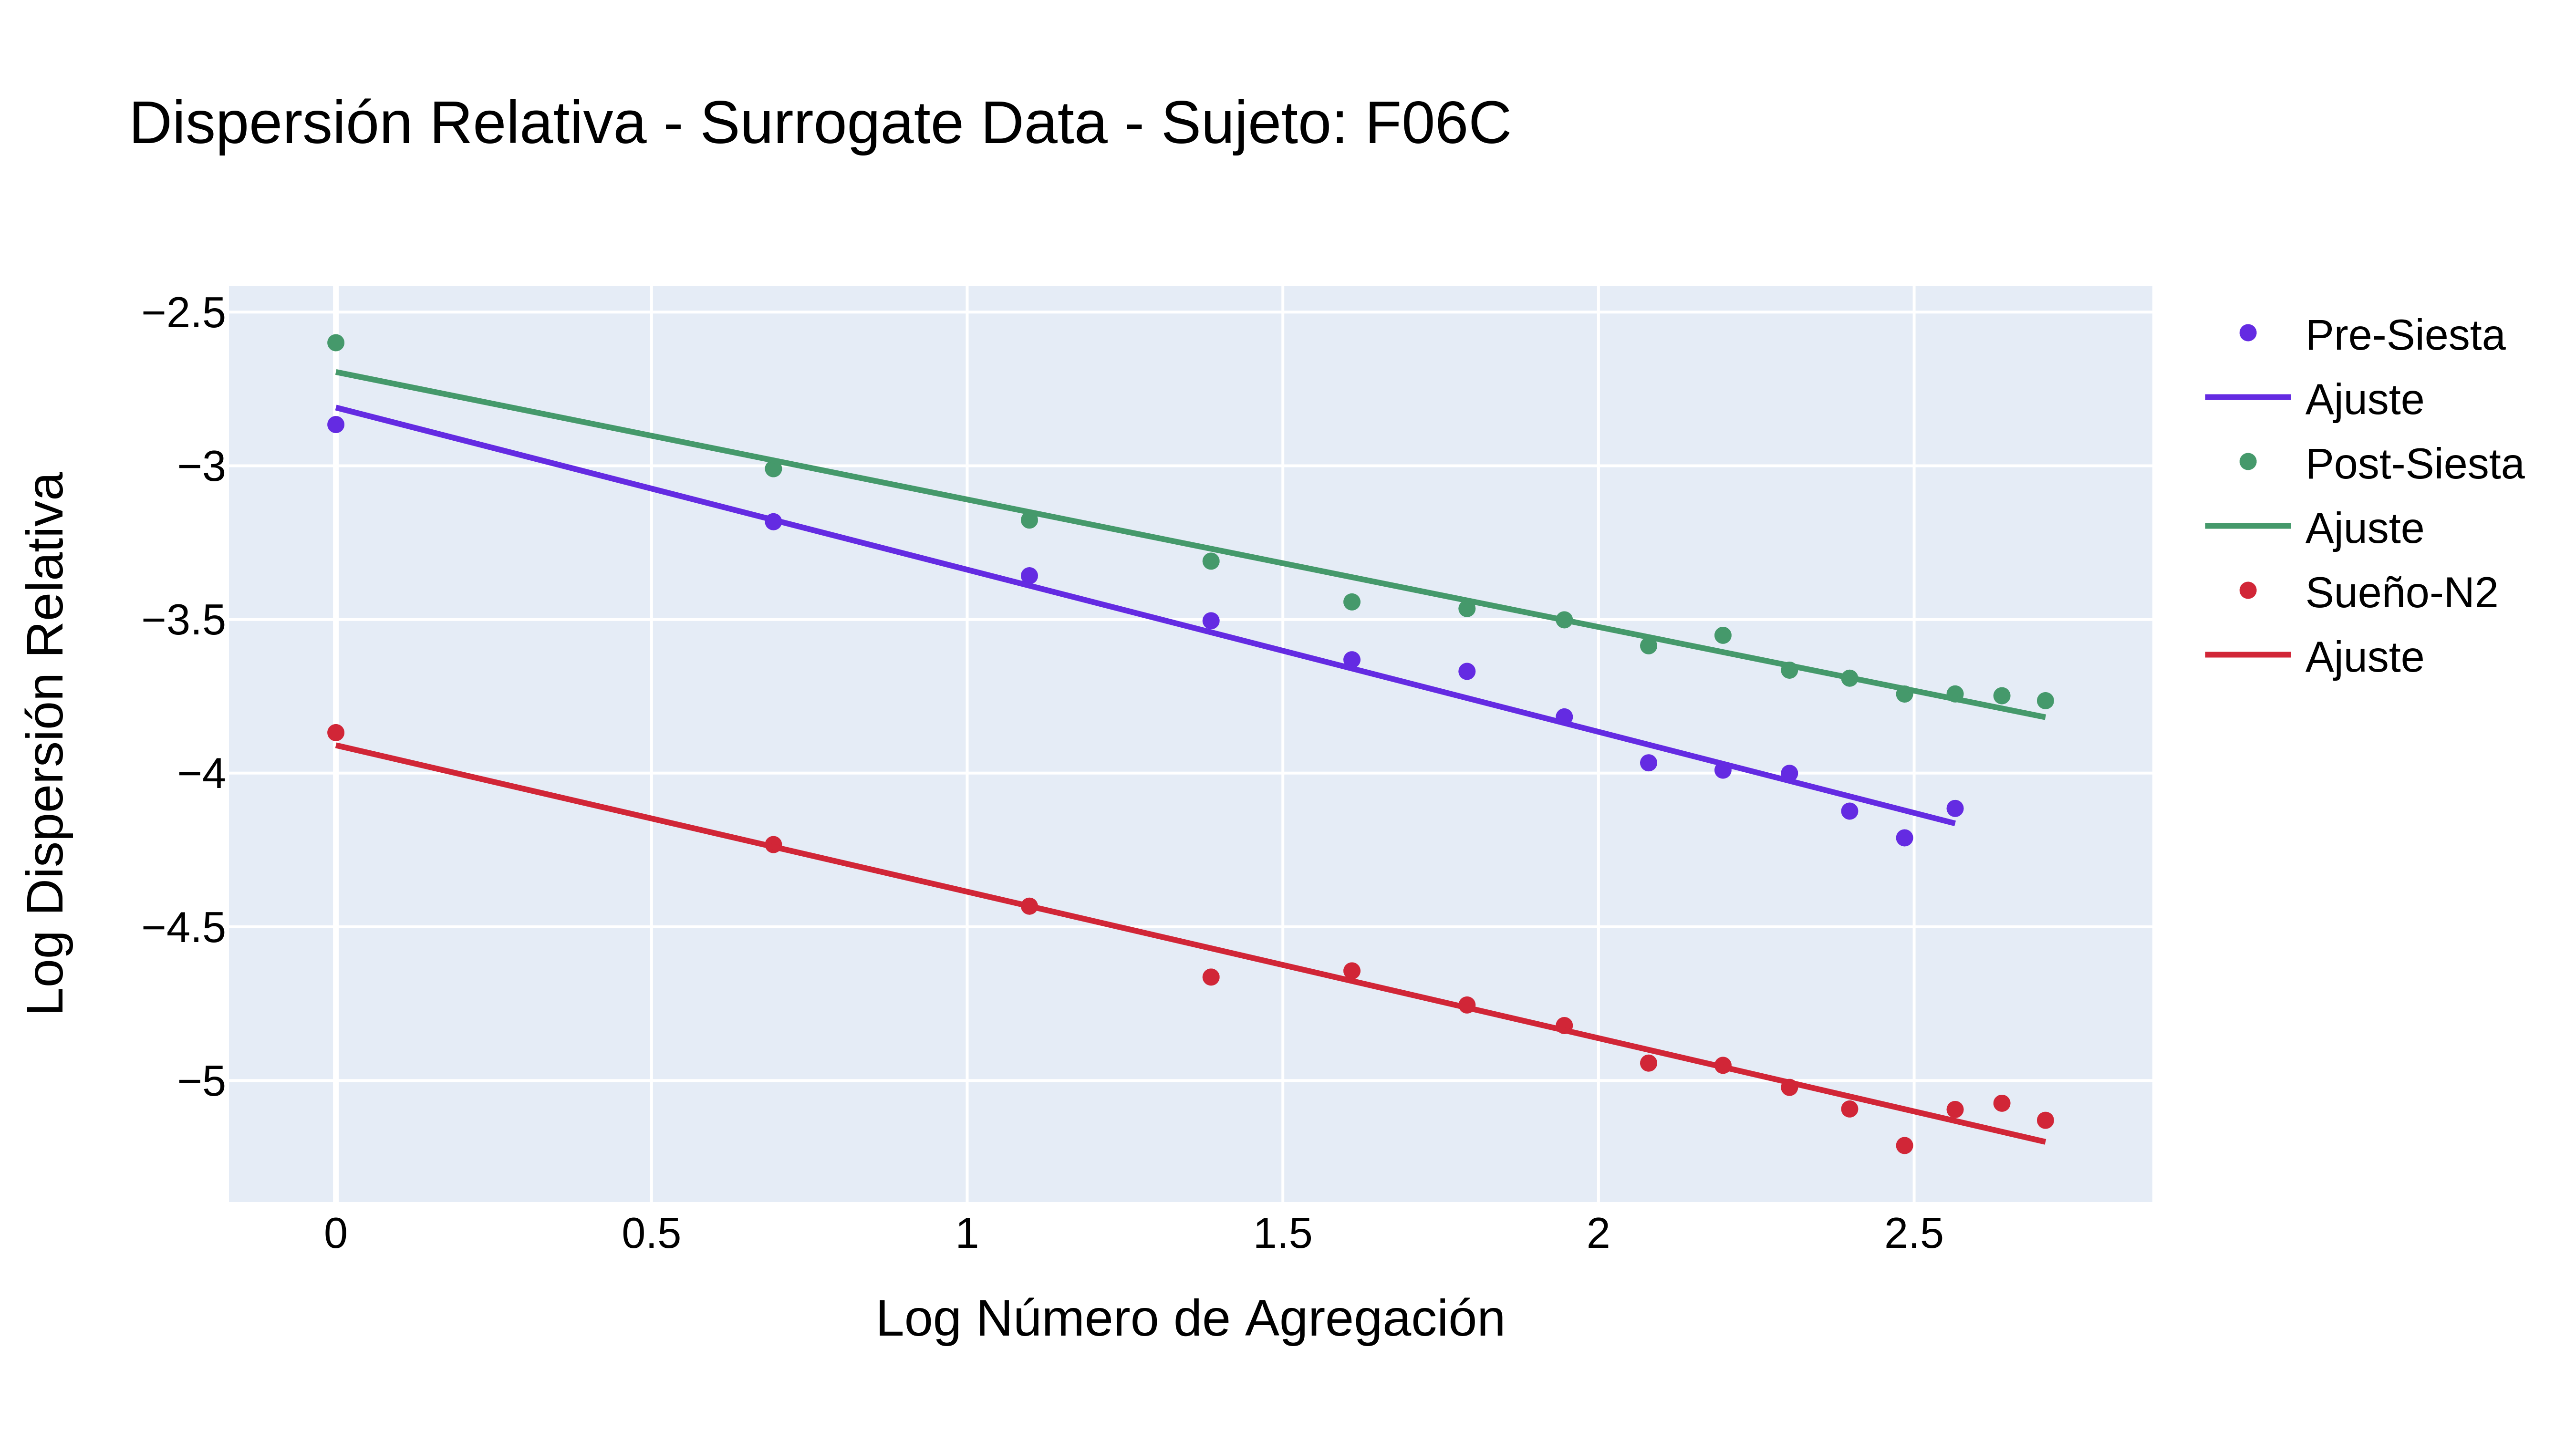 Dispersión Relativa - Surrogate Data - Sujeto: F06C
Log Dispersión Relativa
−2.5
−3
−3.5
−4
−4.5
−5
0
0.5
1
1.5
2
2.5
Log Número de Agregación
Pre-Siesta
Ajuste
Post-Siesta
Ajuste
Sueño-N2
Ajuste